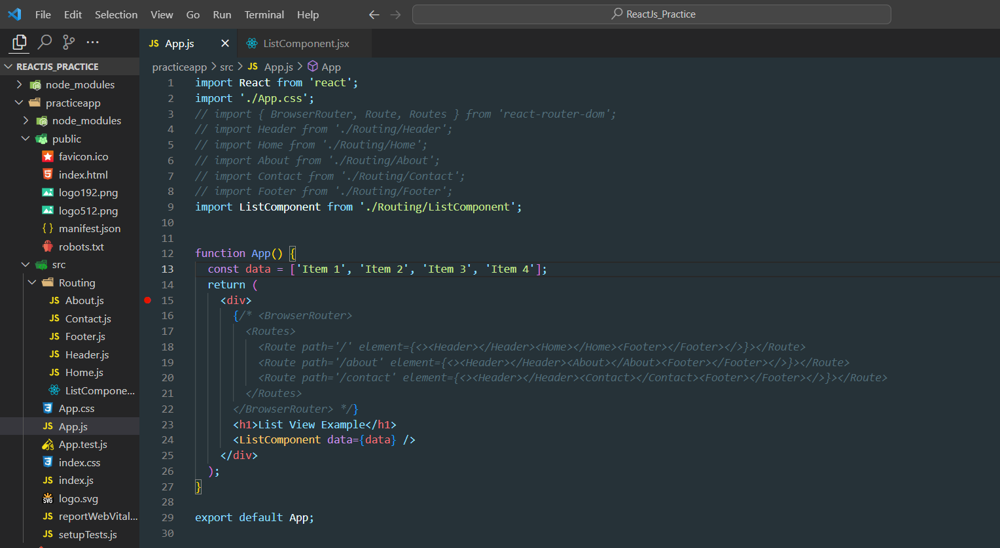 File Edit Selection View Go Run Terminal Help
ReactJs_Practice
App.js
ListComponent.jsx
REACTJS_PRACTICE
node_modules
practiceapp
node_modules
public
favicon.ico
index.html
logo192.png
logo512.png
manifest.json
robots.txt
src
Routing
About.js
Contact.js
Footer.js
Header.js
Home.js
ListCompone...
App.css
App.js
App.test.js
index.css
index.js
logo.svg
reportWebVital...
setupTests.js
practiceapp > src > JS App.js > App
1 import React from 'react';
2 import './App.css';
3 // import { BrowserRouter, Route, Routes } from 'react-router-dom';
4 // import Header from './Routing/Header';
5 // import Home from './Routing/Home';
6 // import About from './Routing/About';
7 // import Contact from './Routing/Contact';
8 // import Footer from './Routing/Footer';
9 import ListComponent from './Routing/ListComponent';
10
11
12 function App() {
13   const data = ['Item 1', 'Item 2', 'Item 3', 'Item 4'];
14   return (
15     <div>
16       {/* <BrowserRouter>
17         <Routes>
18           <Route path='/' element={<><Header></Header><Home></Home><Footer></Footer></>}></Route>
19           <Route path='/about' element={<><Header></Header><About></About><Footer></Footer></>}></Route>
20           <Route path='/contact' element={<><Header></Header><Contact></Contact><Footer></Footer></>}></Route>
21         </Routes>
22       </BrowserRouter> */}
23       <h1>List View Example</h1>
24       <ListComponent data={data} />
25     </div>
26   );
27 }
28
29 export default App;
30